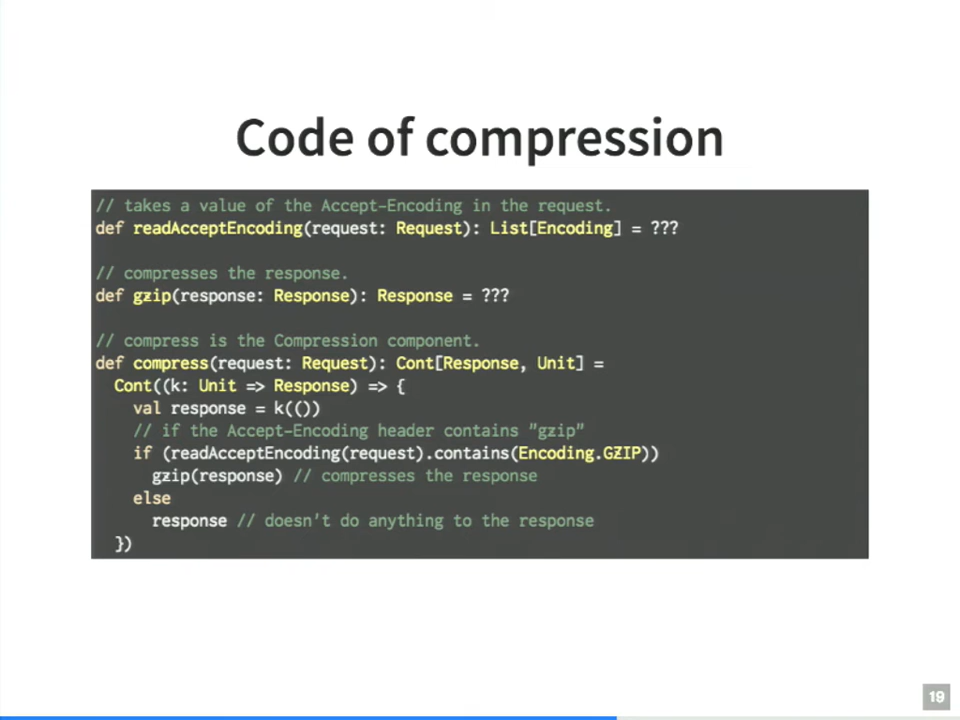 Code of compression
// takes a value of the Accept-Encoding in the request.
def readAcceptEncoding(request: Request): List[Encoding] = ???
// compresses the response.
def gzip(response: Response): Response = ???
// compress is the Compression component.
def compress(request: Request): Cont[Response, Unit] =
Cont((k: Unit => Response) => {
val response = k(())
// if the Accept-Encoding header contains "gzip"
if (readAcceptEncoding(request).contains(Encoding.GZIP))
gzip(response) // compresses the response
else
response // doesn't do anything to the response
})
19